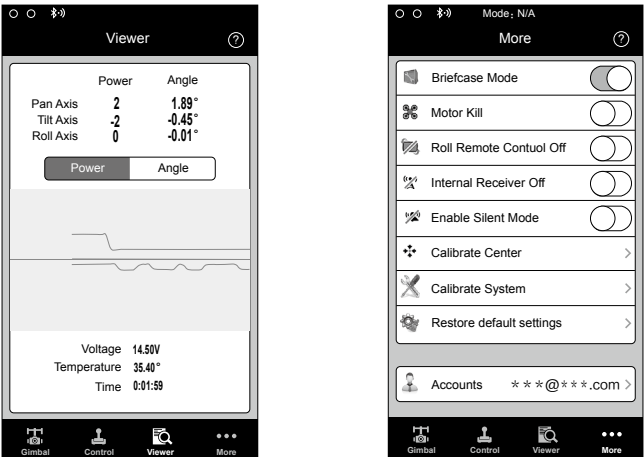 Viewer
?
Power Angle
Pan Axis 2 1.89°
Tilt Axis -2 -0.45°
Roll Axis 0 -0.01°
Power Angle
Voltage 14.50V
Temperature 35.40°
Time 0:01:59
Gimbal Control Viewer More
Mode: N/A
More
?
Briefcase Mode
Motor Kill
Roll Remote Contuol Off
Internal Receiver Off
Enable Silent Mode
Calibrate Center >
Calibrate System >
Restore default settings >
Accounts ***@***.com >
Gimbal Control Viewer More